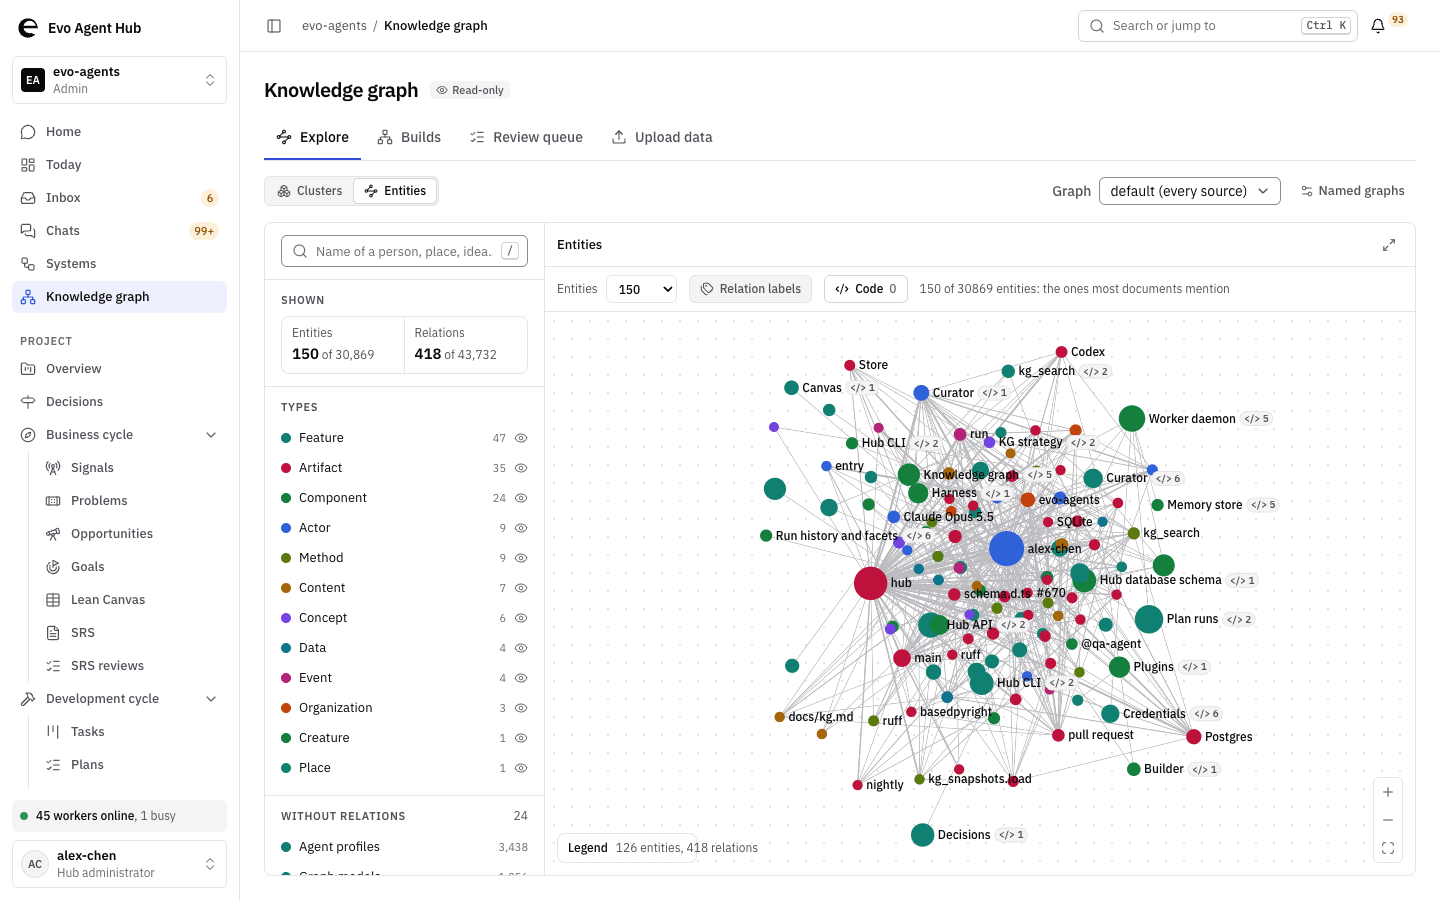 Evo Agent Hub
EA
evo-agents
Admin
Home
Today
Inbox 6
Chats 99+
Systems
Knowledge graph
PROJECT
Overview
Decisions
Business cycle
Signals
Problems
Opportunities
Goals
Lean Canvas
SRS
SRS reviews
Development cycle
Tasks
Plans
45 workers online, 1 busy
AC
alex-chen
Hub administrator
evo-agents / Knowledge graph
Search or jump to Ctrl K
93
Knowledge graph Read-only
Explore Builds Review queue Upload data
Clusters Entities
Graph default (every source) Named graphs
Name of a person, place, idea. /
SHOWN
Entities
150 of 30,869
Relations
418 of 43,732
TYPES
Feature 47
Artifact 35
Component 24
Actor 9
Method 9
Content 7
Concept 6
Data 4
Event 4
Organization 3
Creature 1
Place 1
WITHOUT RELATIONS 24
Agent profiles 3,438
Entities
Entities 150 Relation labels </> Code 0 150 of 30869 entities: the ones most documents mention
Codex
Store
kg_search </> 2
Canvas </> 1
Curator </> 1
Worker daemon </> 5
run
Hub CLI </> 2
KG strategy </> 2
entry
Knowledge graph </> 5
Curator </> 6
Harness </> 1
evo-agents
Memory store </> 5
Claude Opus 5.5
SQLite
Run history and facets </> 6
kg_search
alex-chen
hub
Hub database schema </> 1
schema.d.ts
#670
Hub API </> 2
Plan runs </> 2
@qa-agent
main
ruff
Plugins </> 1
Hub CLI </> 2
docs/kg.md
ruff
basedpyright
Credentials </> 6
pull request
Postgres
Builder </> 1
nightly
kg_snapshots.load
Decisions </> 1
Legend 126 entities, 418 relations